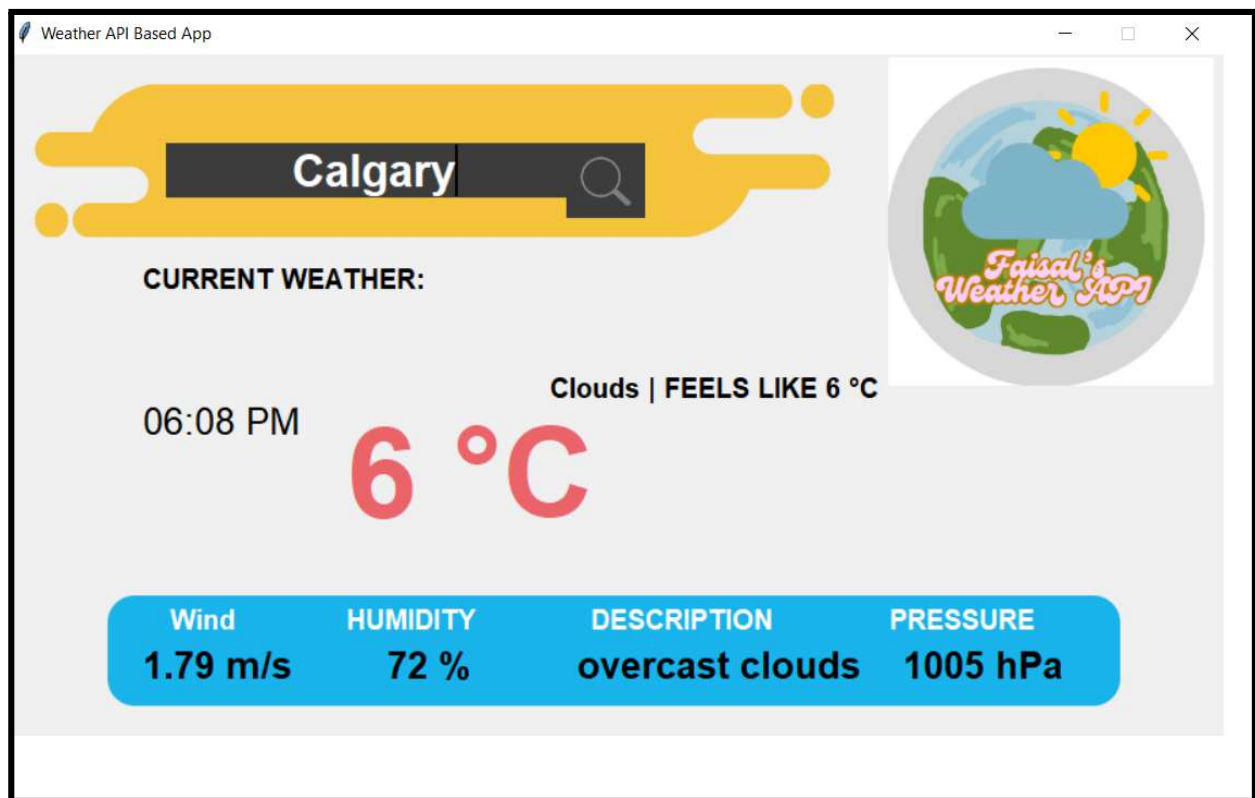 Weather API Based App
Calgary
Faisal's
Weather API
CURRENT WEATHER:
Clouds | FEELS LIKE 6 °C
06:08 PM
6 °C
Wind HUMIDITY DESCRIPTION PRESSURE
1.79 m/s 72 % overcast clouds 1005 hPa